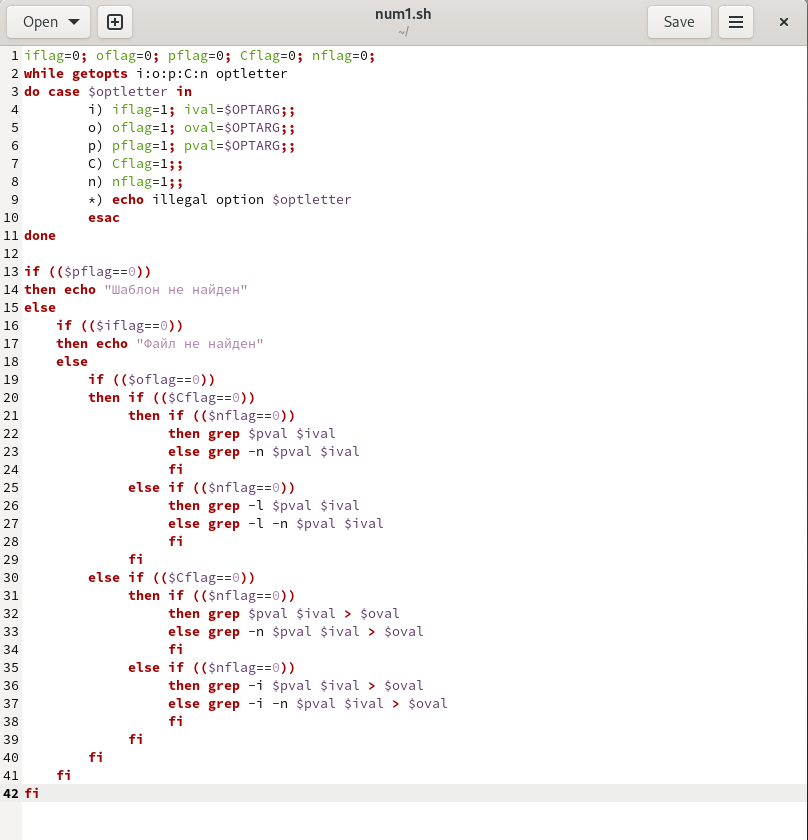 Open
num1.sh
~/
Save
1 iflag=0; oflag=0; pflag=0; Cflag=0; nflag=0;
2 while getopts i:o:p:C:n optletter
3 do case $optletter in
4         i) iflag=1; ival=$OPTARG;;
5         o) oflag=1; oval=$OPTARG;;
6         p) pflag=1; pval=$OPTARG;;
7         C) Cflag=1;;
8         n) nflag=1;;
9         *) echo illegal option $optletter
10         esac
11 done
12
13 if (($pflag==0))
14 then echo "Шаблон не найден"
15 else
16     if (($iflag==0))
17     then echo "Файл не найден"
18     else
19         if (($oflag==0))
20         then if (($Cflag==0))
21              then if (($nflag==0))
22                   then grep $pval $ival
23                   else grep -n $pval $ival
24                   fi
25              else if (($nflag==0))
26                   then grep -l $pval $ival
27                   else grep -l -n $pval $ival
28                   fi
29              fi
30         else if (($Cflag==0))
31              then if (($nflag==0))
32                   then grep $pval $ival > $oval
33                   else grep -n $pval $ival > $oval
34                   fi
35              else if (($nflag==0))
36                   then grep -i $pval $ival > $oval
37                   else grep -i -n $pval $ival > $oval
38                   fi
39              fi
40         fi
41     fi
42 fi